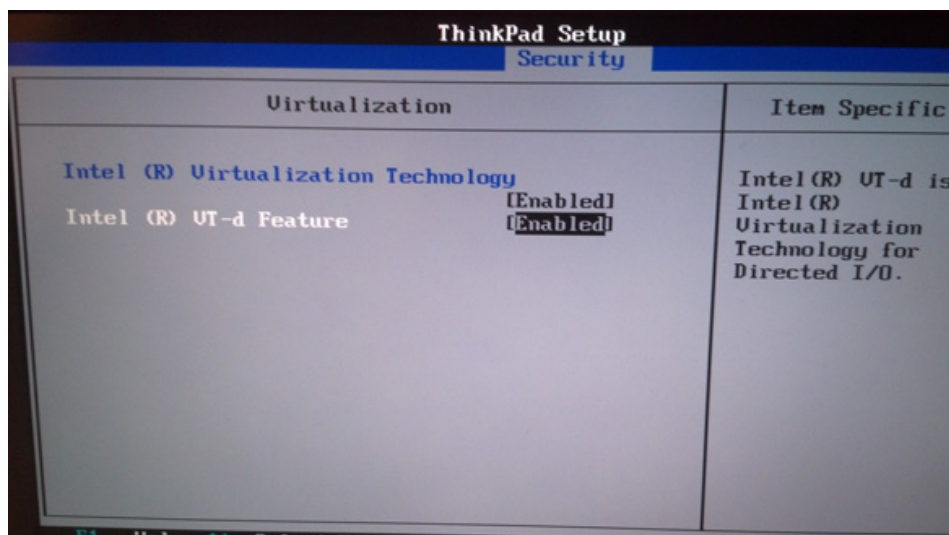 ThinkPad Setup
Security
Virtualization
Item Specific
Intel (R) Virtualization Technology
[Enabled]
Intel (R) VT-d Feature [Enabled]
Intel(R) VT-d is
Intel(R)
Virtualization
Technology for
Directed I/O.